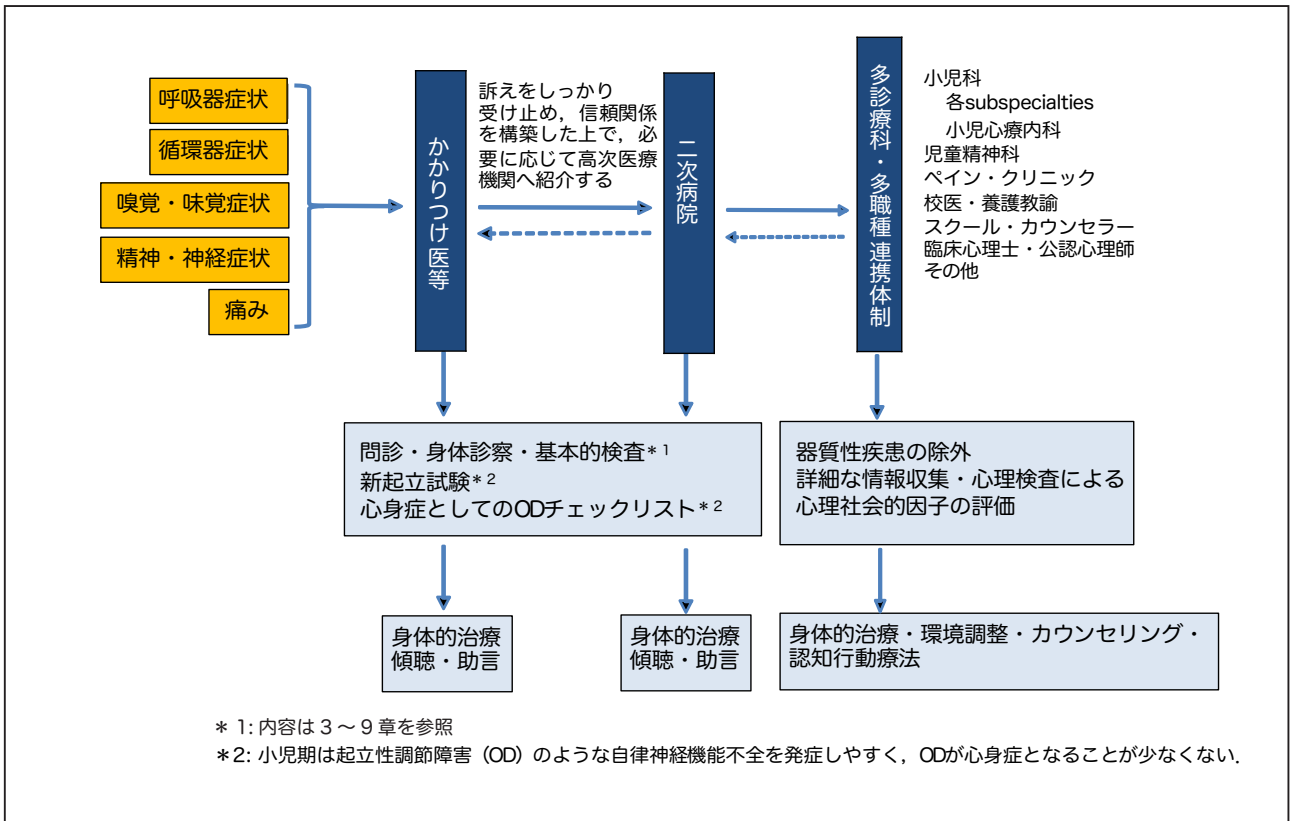 呼吸器症状
循環器症状
嗅覚・味覚症状
精神・神経症状
痛み
かかりつけ医等
訴えをしっかり
受け止め，信頼関係
を構築した上で，必
要に応じて高次医療
機関へ紹介する
二次病院
多診療科・多職種連携体制
小児科
各subspecialties
小児心療内科
児童精神科
ペイン・クリニック
校医・養護教諭
スクール・カウンセラー
臨床心理士・公認心理師
その他
問診・身体診察・基本的検査＊1
新起立試験＊2
心身症としてのODチェックリスト＊2
器質性疾患の除外
詳細な情報収集・心理検査による
心理社会的因子の評価
身体的治療
傾聴・助言
身体的治療
傾聴・助言
身体的治療・環境調整・カウンセリング・
認知行動療法
＊1: 内容は3～9章を参照
＊2: 小児期は起立性調節障害（OD）のような自律神経機能不全を発症しやすく，ODが心身症となることが少なくない．